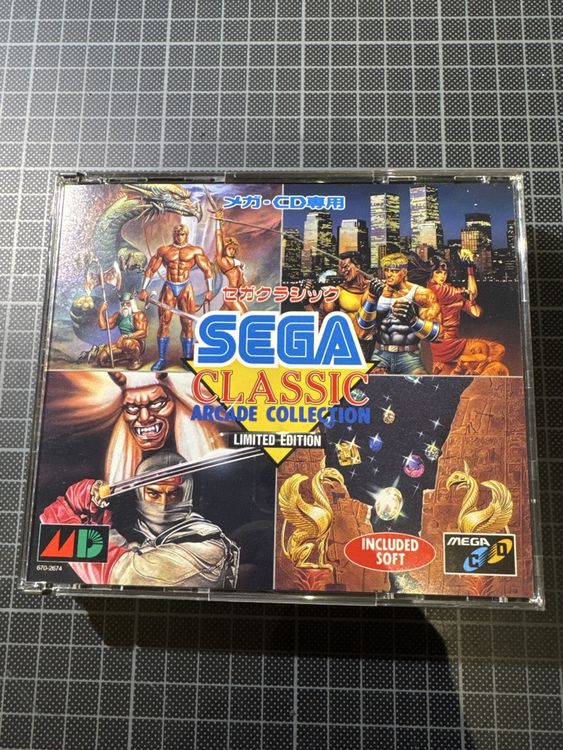 メガ-CD専用
セガクラシック
SEGA
CLASSIC
ARCADE COLLECTION
LIMITED EDITION
MD
670-2674
INCLUDED
SOFT
MEGA
CD